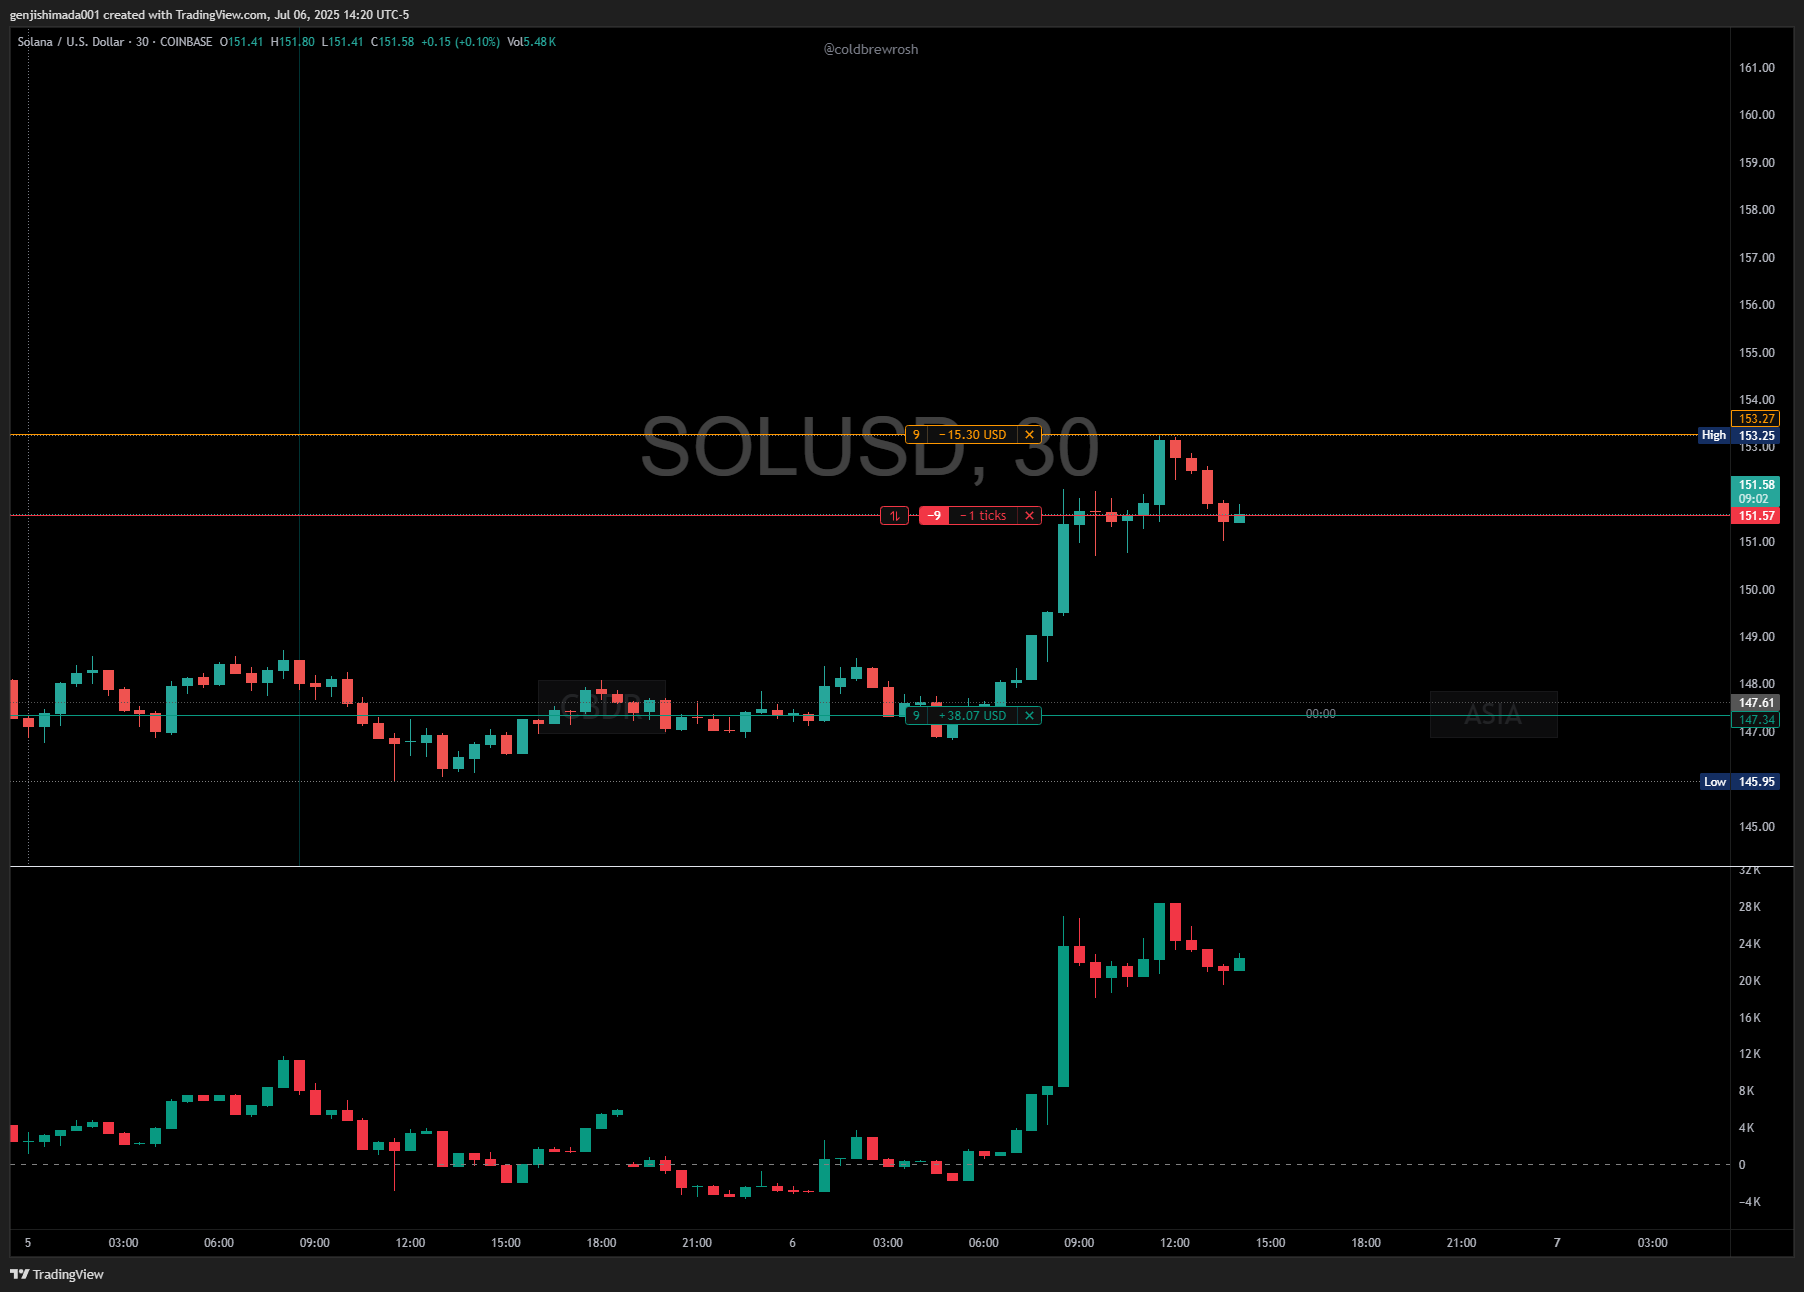 genjishimada001 created with TradingView.com, Jul 06, 2025 14:20 UTC-5
Solana / U.S. Dollar · 30 · COINBASE O151.41 H151.80 L151.41 C151.58 +0.15 (+0.10%) Vol5.48K
@coldbrewrosh
161.00
160.00
159.00
158.00
157.00
156.00
155.00
154.00
153.27
SOLUSD, 30
9 −15.30 USD
High 153.25
153.00
151.58
09:02
−9 −1 ticks
151.57
151.00
150.00
149.00
148.00
147.61
CBDR
9 +38.07 USD
00:00
ASIA
147.34
147.00
Low 145.95
145.00
32K
28K
24K
20K
16K
12K
8K
4K
0
−4K
5 03:00 06:00 09:00 12:00 15:00 18:00 21:00 6 03:00 06:00 09:00 12:00 15:00 18:00 21:00 7 03:00
TradingView